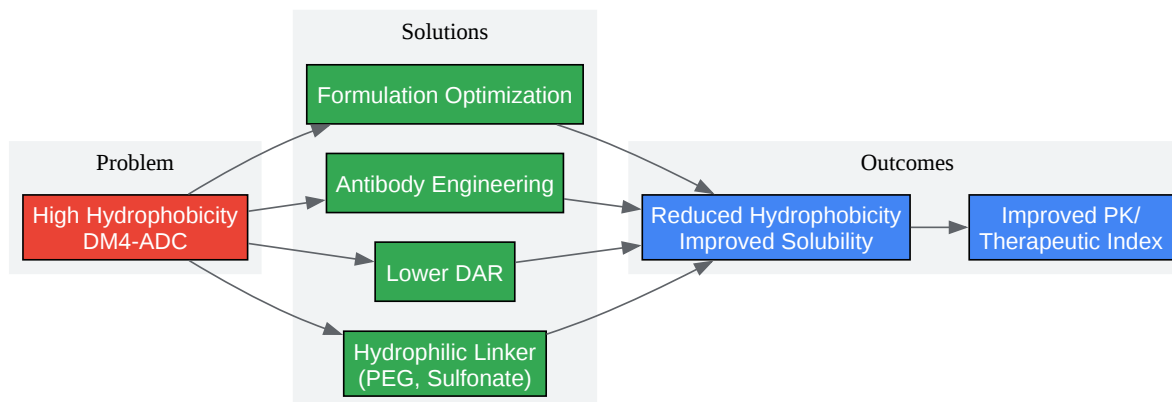 Problem
High Hydrophobicity
DM4-ADC
Solutions
Formulation Optimization
Antibody Engineering
Lower DAR
Hydrophilic Linker
(PEG, Sulfonate)
Outcomes
Reduced Hydrophobicity
Improved Solubility
Improved PK/
Therapeutic Index